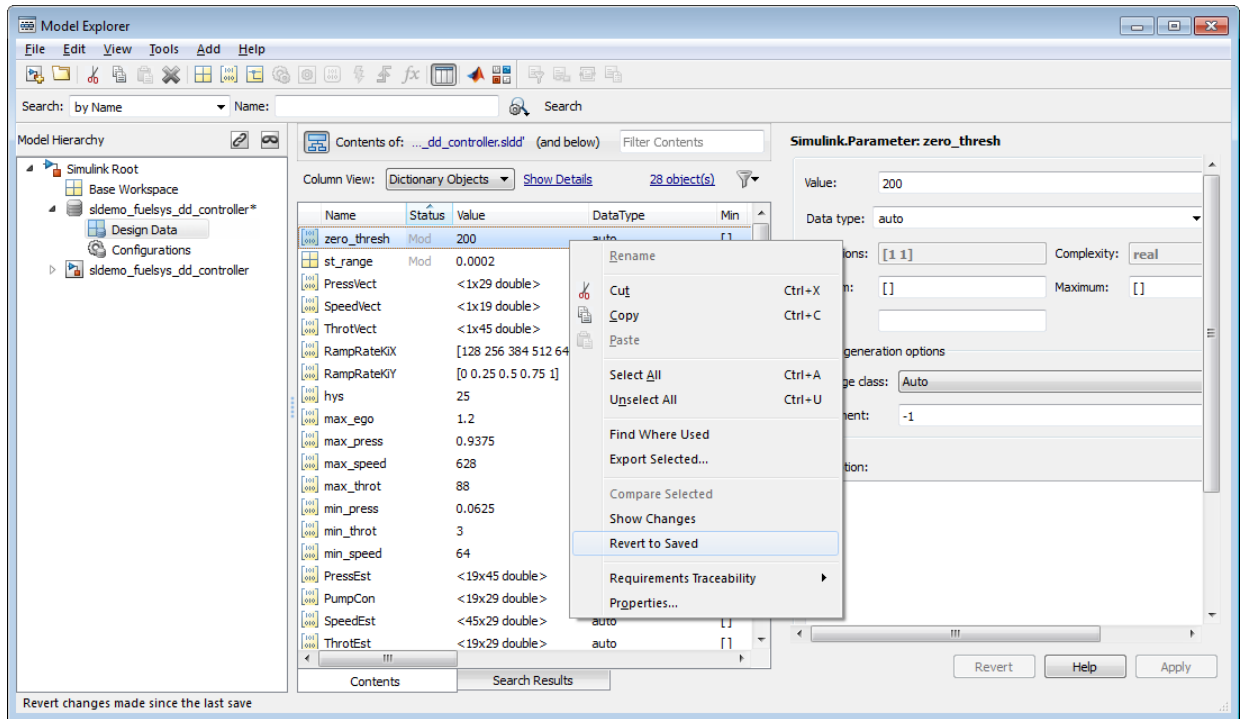 Model Explorer
File Edit View Tools Add Help
Search: by Name Name: Search
Model Hierarchy
Simulink Root
Base Workspace
sldemo_fuelsys_dd_controller*
Design Data
Configurations
sldemo_fuelsys_dd_controller
Contents of: ..._dd_controller.sldd' (and below) Filter Contents
Column View: Dictionary Objects Show Details 28 object(s)
Name Status Value DataType Min
zero_thresh Mod 200 auto []
st_range Mod 0.0002
PressVect <1x29 double>
SpeedVect <1x19 double>
ThrotVect <1x45 double>
RampRateKiX [128 256 384 512 64
RampRateKiY [0 0.25 0.5 0.75 1]
hys 25
max_ego 1.2
max_press 0.9375
max_speed 628
max_throt 88
min_press 0.0625
min_throt 3
min_speed 64
PressEst <19x45 double>
PumpCon <19x29 double>
SpeedEst <45x29 double> auto []
ThrotEst <19x29 double> auto []
Contents Search Results
Rename
Cut Ctrl+X
Copy Ctrl+C
Paste
Select All Ctrl+A
Unselect All Ctrl+U
Find Where Used
Export Selected...
Compare Selected
Show Changes
Revert to Saved
Requirements Traceability
Properties...
Simulink.Parameter: zero_thresh
Value: 200
Data type: auto
ions: [1 1] Complexity: real
m: [] Maximum: []
generation options
ge class: Auto
ment: -1
tion:
Revert Help Apply
Revert changes made since the last save